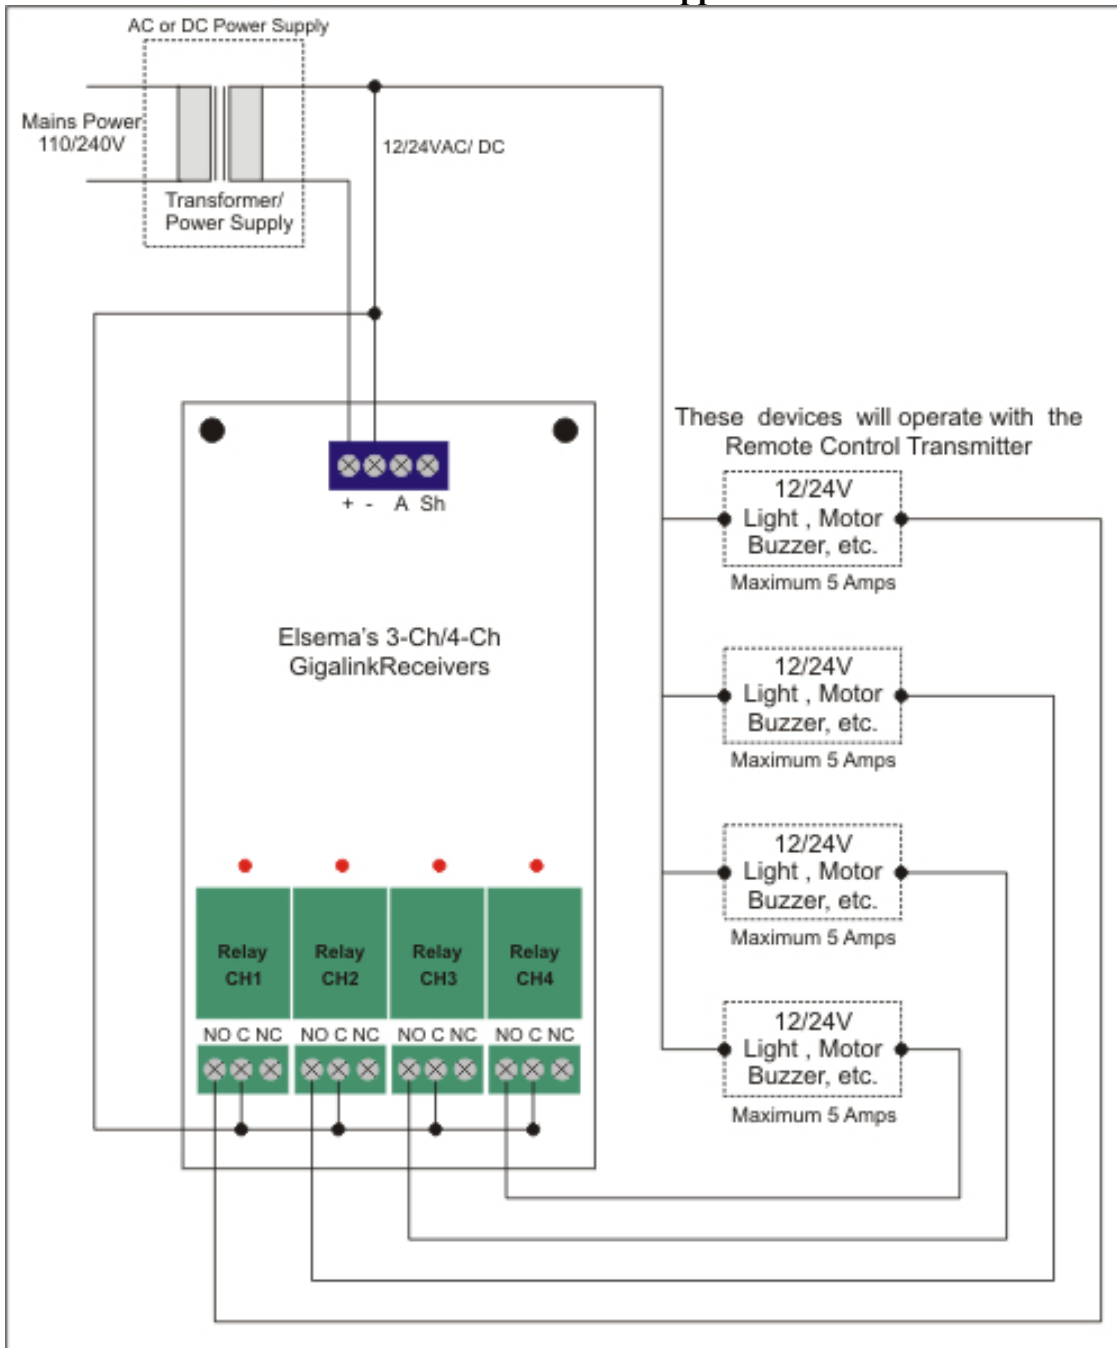 AC or DC Power Supply
Mains Power
110/240V
12/24VAC/ DC
Transformer/
Power Supply
These devices will operate with the
Remote Control Transmitter
+ - A Sh
12/24V
Light , Motor
Buzzer, etc.
Maximum 5 Amps
Elsema's 3-Ch/4-Ch
GigalinkReceivers
12/24V
Light , Motor
Buzzer, etc.
Maximum 5 Amps
12/24V
Light , Motor
Buzzer, etc.
Maximum 5 Amps
Relay
CH1
Relay
CH2
Relay
CH3
Relay
CH4
NO C NC
NO C NC
NO C NC
NO C NC
12/24V
Light , Motor
Buzzer, etc.
Maximum 5 Amps